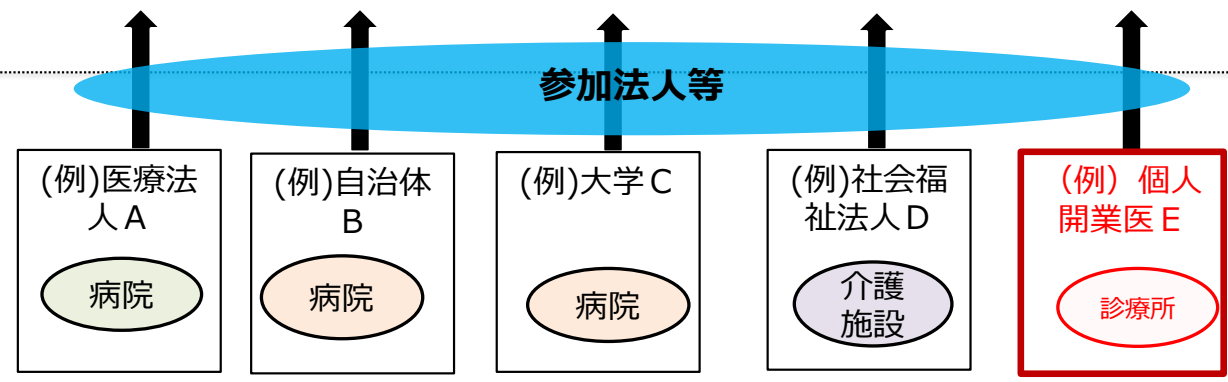 参加法人等
(例)医療法
人A
病院
(例)自治体
B
病院
(例)大学C
病院
(例)社会福
祉法人D
介護
施設
(例) 個人
開業医E
診療所